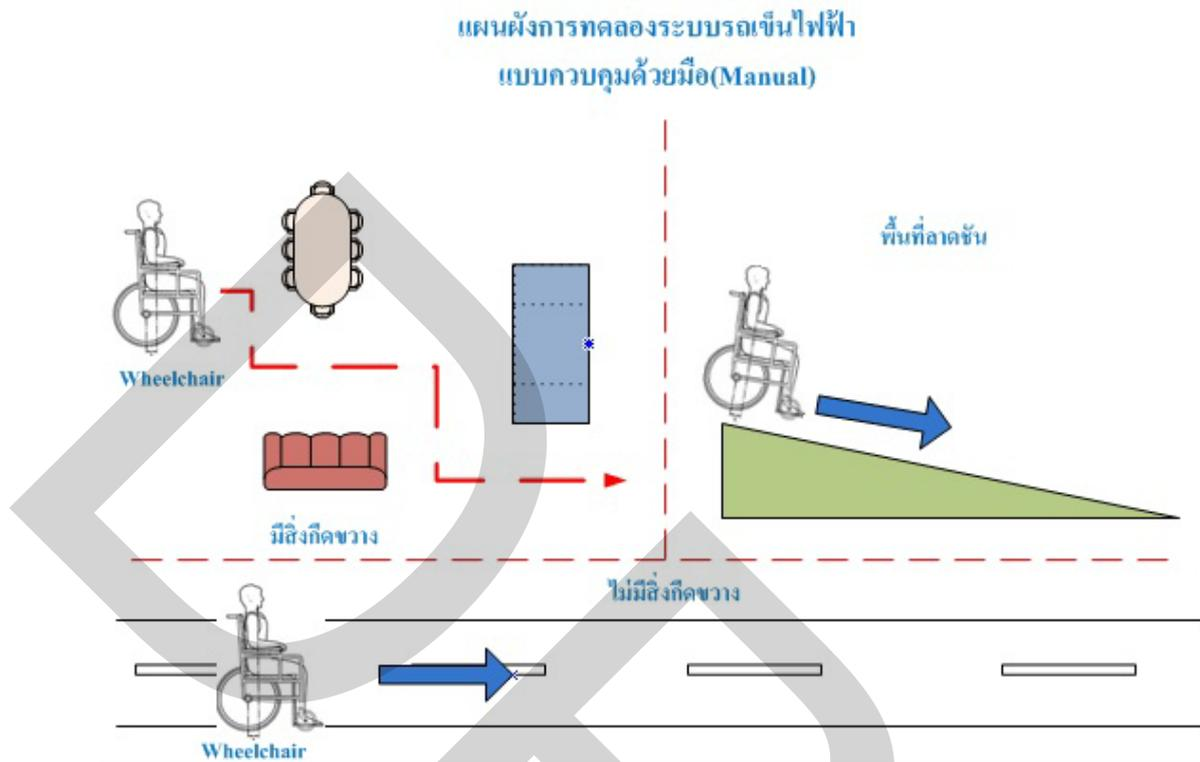 แผนผังการทดลองระบบรถเข็นไฟฟ้า
แบบควบคุมด้วยมือ(Manual)
พื้นที่ลาดชัน
Wheelchair
มีสิ่งกีดขวาง
ไม่มีสิ่งกีดขวาง
Wheelchair